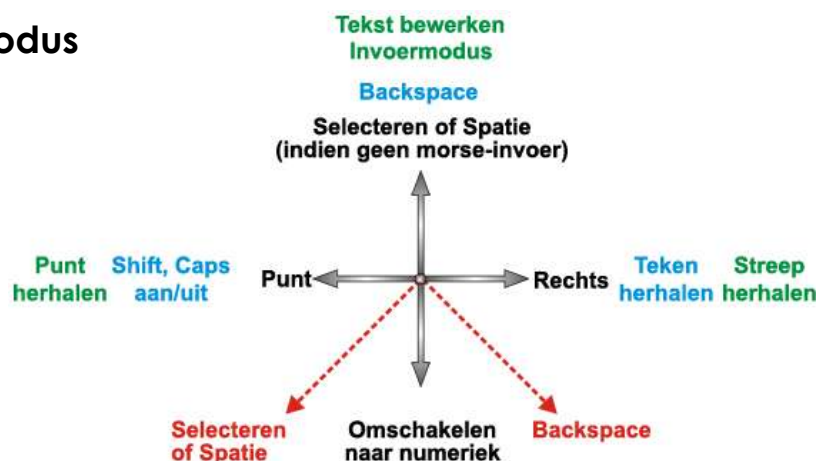 odus
Tekst bewerken
Invoermodus
Backspace
Selecteren of Spatie
(indien geen morse-invoer)
Punt
herhalen
Shift, Caps
aan/uit
Punt
Rechts
Teken
herhalen
Streep
herhalen
Selecteren
of Spatie
Omschakelen
naar numeriek
Backspace